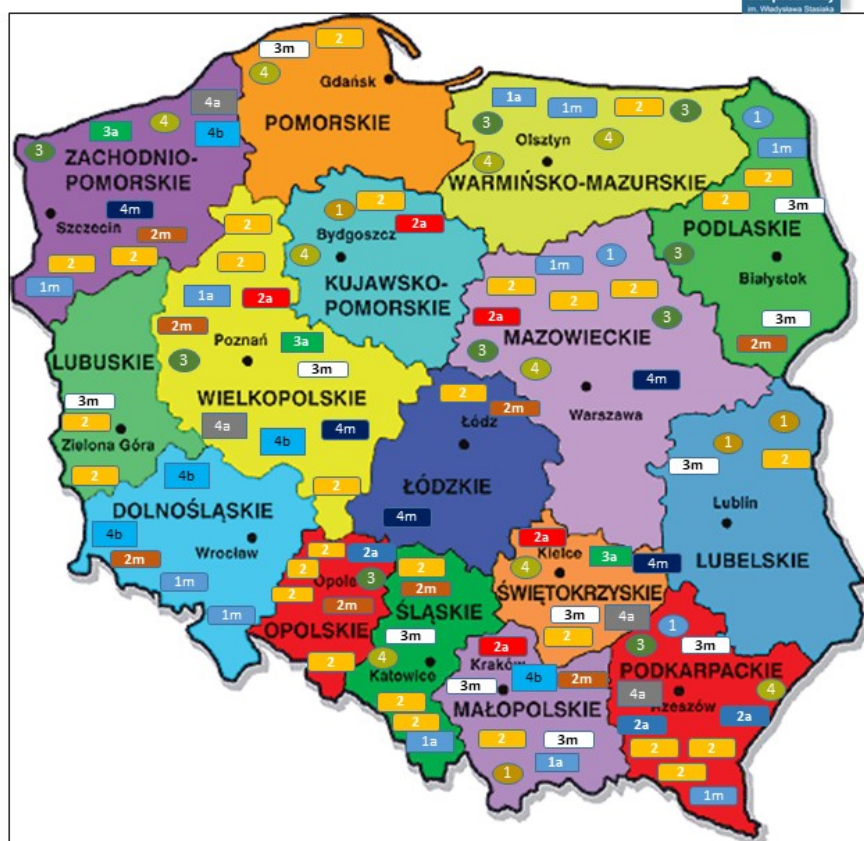 im. Władysława Stasiaka
3m
2
4
Gdańsk
POMORSKIE
4a
3a
4
4b
3
ZACHODNIO-
POMORSKIE
4m
Szczecin
2m
2
2
1m
1a
1m
2
3
3
Olsztyn
4
4
WARMIŃSKO-MAZURSKIE
1
1m
2
2
3m
PODLASKIE
3
Białystok
3m
2m
2
1
2
2a
Bydgoszcz
4
KUJAWSKO-
POMORSKIE
2
1a
2a
2m
3a
Poznań
3
3m
WIELKOPOLSKIE
4a
4b
4m
2
1m
1
2
2
2
2a
3
MAZOWIECKIE
3
4
4m
Warszawa
LUBUSKIE
3m
2
Zielona Góra
2
2
2m
Łódź
ŁÓDZKIE
4m
1
1
3m
2
Lublin
LUBELSKIE
4b
DOLNOŚLĄSKIE
4b
2m
Wrocław
1m
1m
2
2a
2
3
2
2m
OPOLSKIE
2
2
2m
ŚLĄSKIE
3m
4
Katowice
2
2
1a
2a
Kielce
3a
4m
4
ŚWIĘTOKRZYSKIE
3m
4a
2
2a
Kraków
4b
2m
3m
MAŁOPOLSKIE
2
3m
1a
1
1
3
3m
PODKARPACKIE
4a
4
Rzeszów
2a
2a
2
2
2
1m